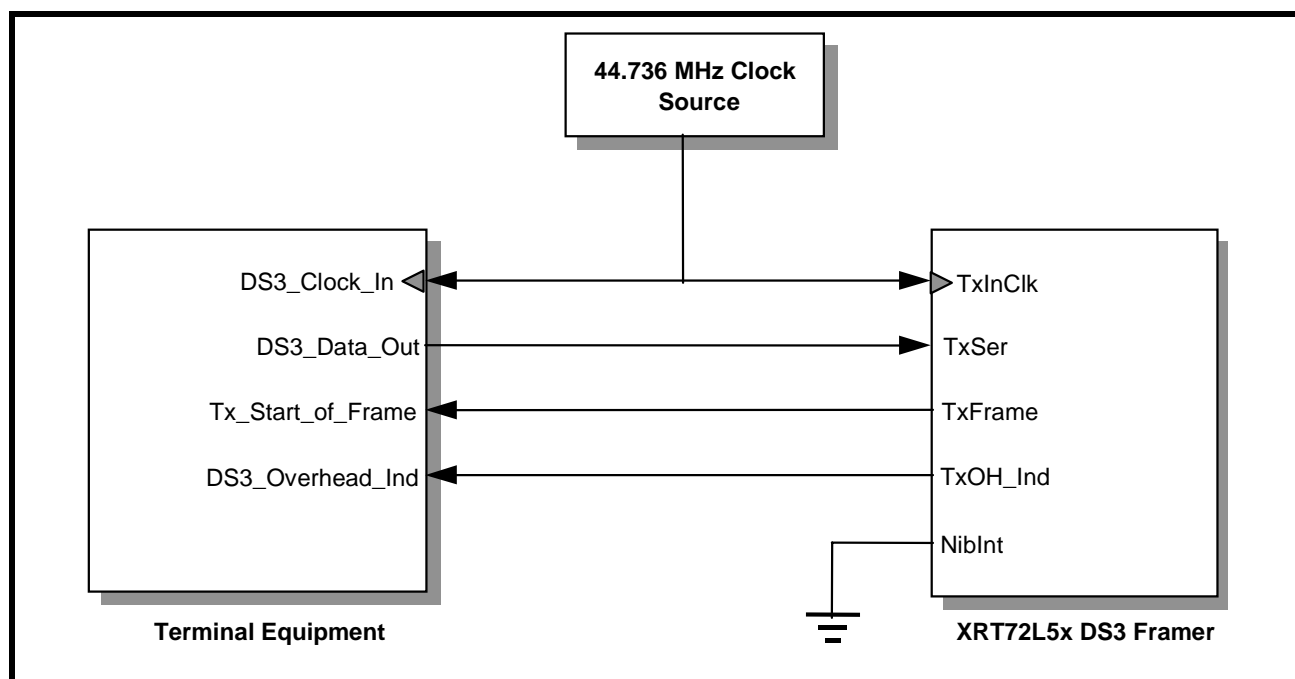 44.736 MHz Clock
Source
DS3_Clock_In
TxInClk
DS3_Data_Out
TxSer
Tx_Start_of_Frame
TxFrame
DS3_Overhead_Ind
TxOH_Ind
NibInt
Terminal Equipment
XRT72L5x DS3 Framer